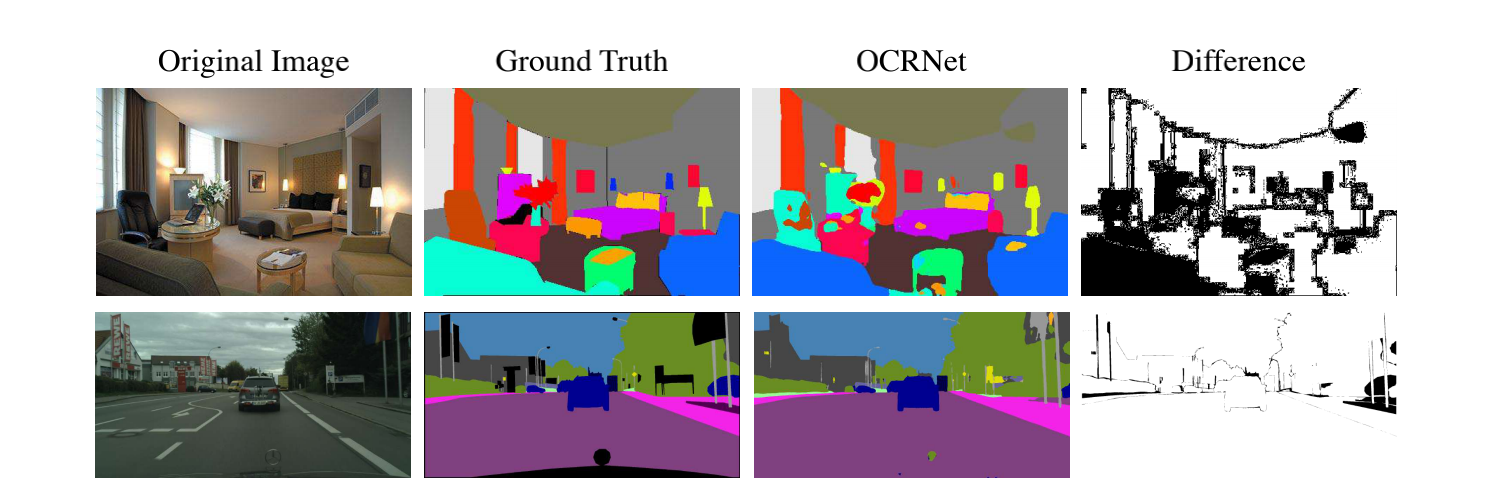 Original Image
Ground Truth
OCRNet
Difference